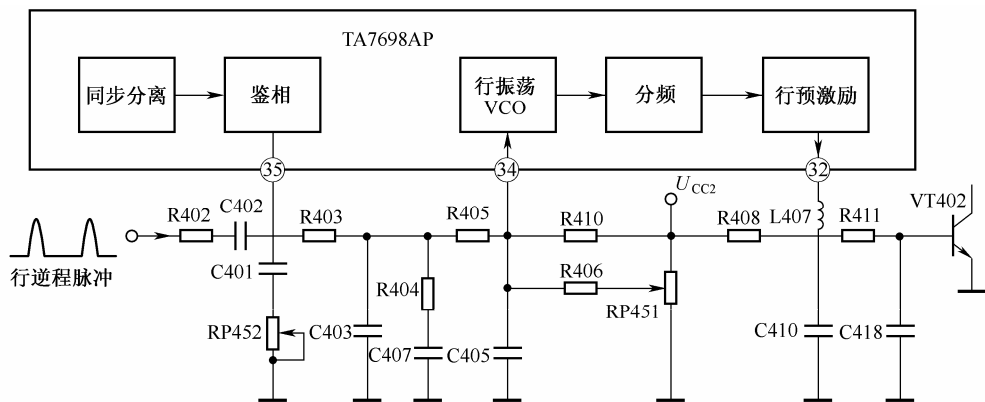 TA7698AP
同步分离
鉴相
行振荡
VCO
分频
行预激励
35
34
32
行逆程脉冲
R402
C402
R403
R405
R410
UCC2
R408
L407
R411
VT402
C401
R404
R406
RP451
RP452
C403
C407
C405
C410
C418